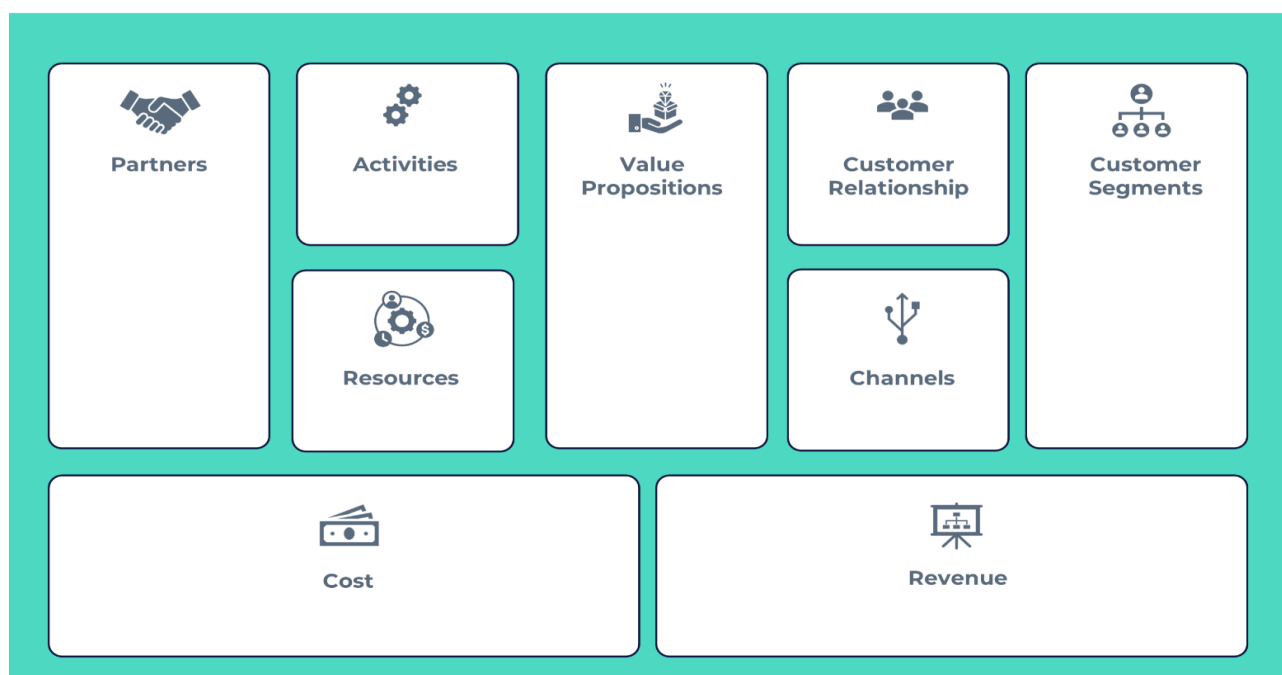 Partners
Activities
Value
Propositions
Customer
Relationship
Customer
Segments
Resources
$
Channels
Cost
Revenue